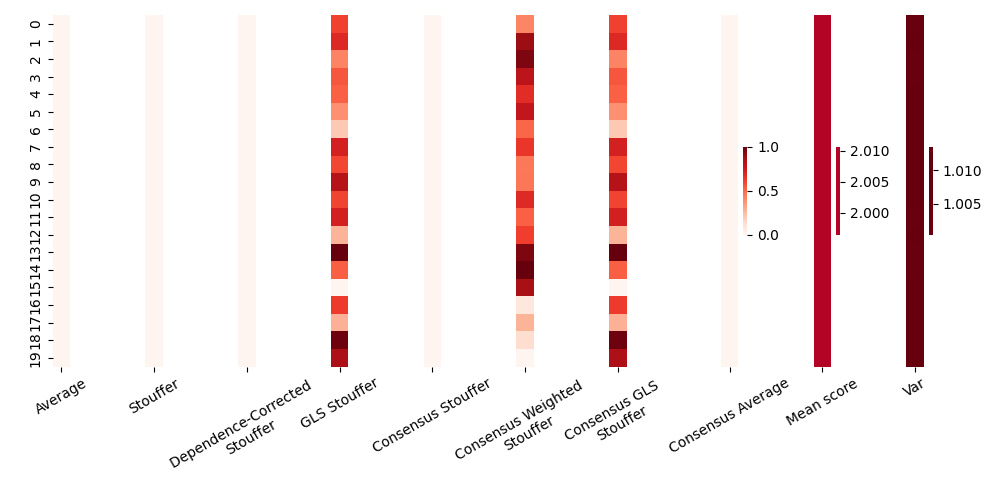 0
1
2
3
4
5
6
7
8
9
10
11
12
13
14
15
16
17
18
19
1.0
0.5
0.0
2.010
2.005
2.000
1.010
1.005
Average
Stouffer
Dependence-Corrected
Stouffer
GLS Stouffer
Consensus Stouffer
Consensus Weighted
Stouffer
Consensus GLS
Stouffer
Consensus Average
Mean score
Var